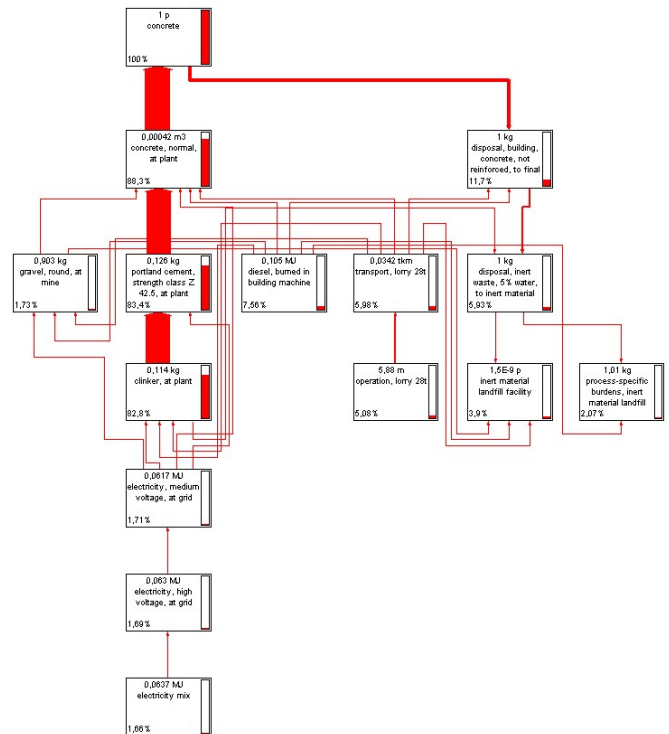 1 p
concrete
100%
0,00042 m3
concrete, normal,
at plant
88,3%
1 kg
disposal, building,
concrete, not
reinforced, to final
11,7%
0,903 kg
gravel, round, at
mine
1,73%
0,126 kg
portland cement,
strength class Z
42.5, at plant
83,4%
0,105 MJ
diesel, burned in
building machine
7,56%
0,0342 tkm
transport, lorry 28t
5,98%
1 kg
disposal, inert
waste, 5% water,
to inert material
5,93%
0,114 kg
clinker, at plant
82,8%
5,88 m
operation, lorry 28t
5,08%
1,5E-9 p
inert material
landfill facility
3,9%
1,01 kg
process-specific
burdens, inert
material landfill
2,07%
0,0617 MJ
electricity, medium
voltage, at grid
1,71%
0,063 MJ
electricity, high
voltage, at grid
1,69%
0,0637 MJ
electricity mix
1,66%